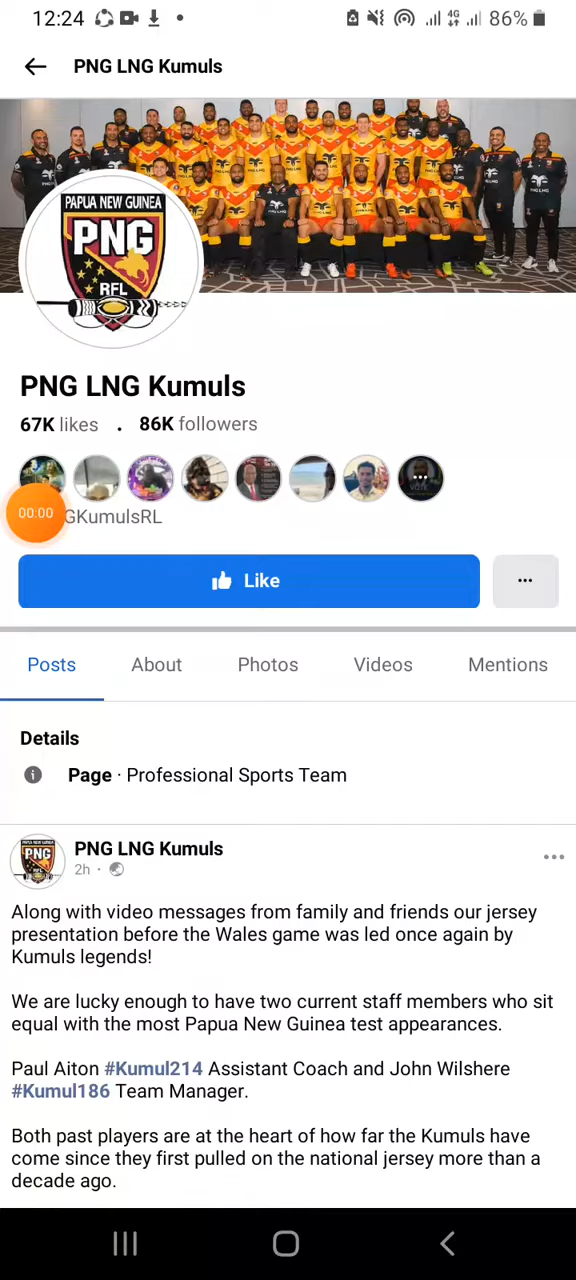 12:24
4G
86%
PNG LNG Kumuls
PAPUA NEW GUINEA
PNG
RFL
PNG LNG Kumuls
67K likes . 86K followers
00:00
GKumulsRL
Like
Posts About Photos Videos Mentions
Details
Page · Professional Sports Team
PNG LNG Kumuls
2h ·
Along with video messages from family and friends our jersey
presentation before the Wales game was led once again by
Kumuls legends!
We are lucky enough to have two current staff members who sit
equal with the most Papua New Guinea test appearances.
Paul Aiton #Kumul214 Assistant Coach and John Wilshere
#Kumul186 Team Manager.
Both past players are at the heart of how far the Kumuls have
come since they first pulled on the national jersey more than a
decade ago.